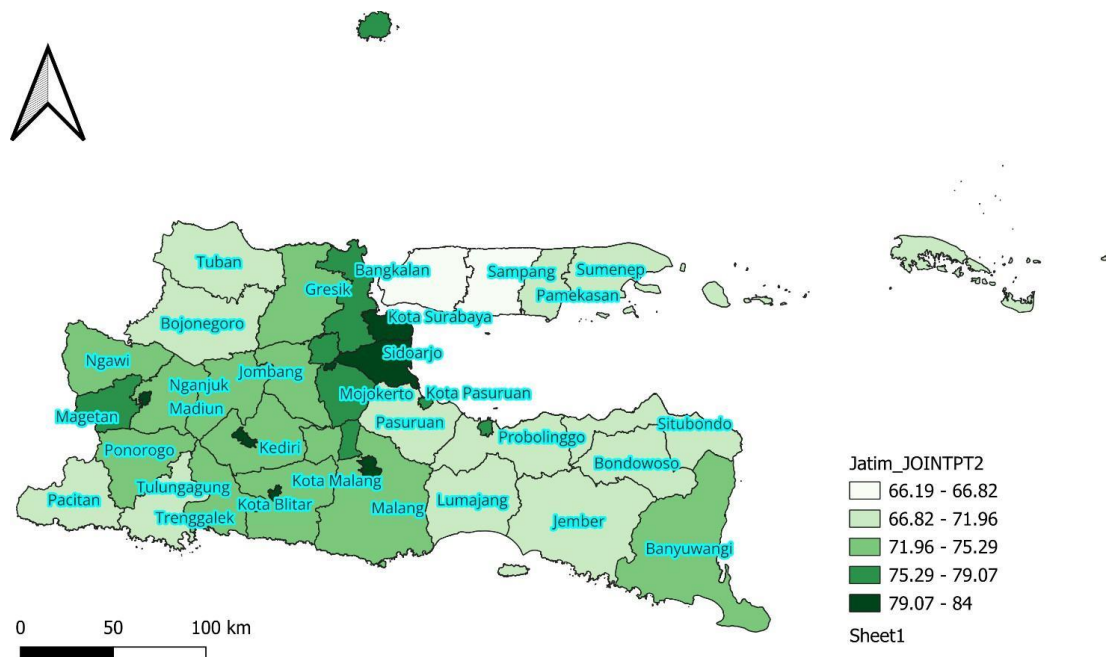 Tuban
Bangkalan
Sampang
Sumenep
Gresik
Pamekasan
Bojonegoro
Kota Surabaya
Ngawi
Sidoarjo
Jombang
Nganjuk
Mojokerto
Kota Pasuruan
Madiun
Magetan
Pasuruan
Situbondo
Probolinggo
Ponorogo
Kediri
Bondowoso
Kota Malang
Tulungagung
Pacitan
Kota Blitar
Lumajang
Malang
Trenggalek
Jember
Banyuwangi
Jatim_JOINTPT2
66.19 - 66.82
66.82 - 71.96
71.96 - 75.29
75.29 - 79.07
79.07 - 84
Sheet1
0 50 100 km